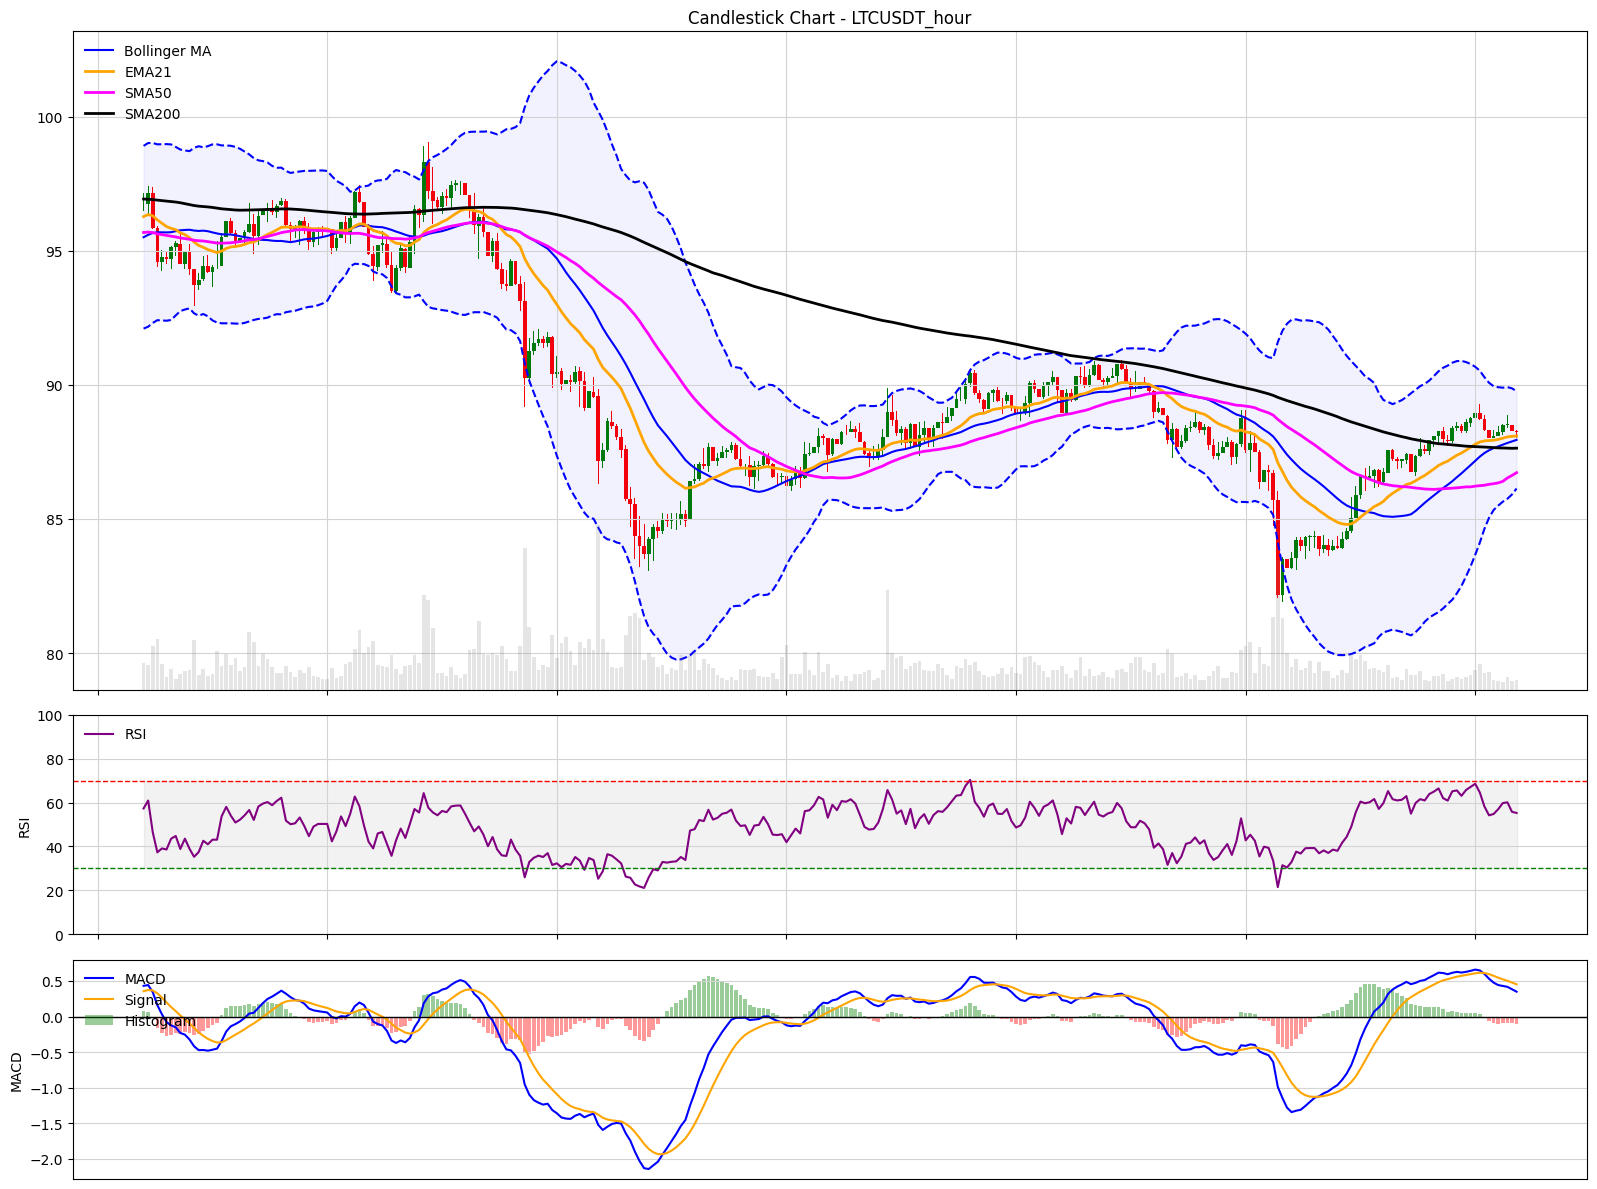 Candlestick Chart - LTCUSDT_hour
Bollinger MA
EMA21
SMA50
SMA200
100
95
90
85
80
100
80
60
40
20
0
RSI
RSI
0.5
0.0
−0.5
−1.0
−1.5
−2.0
MACD
MACD
Signal
Histogram